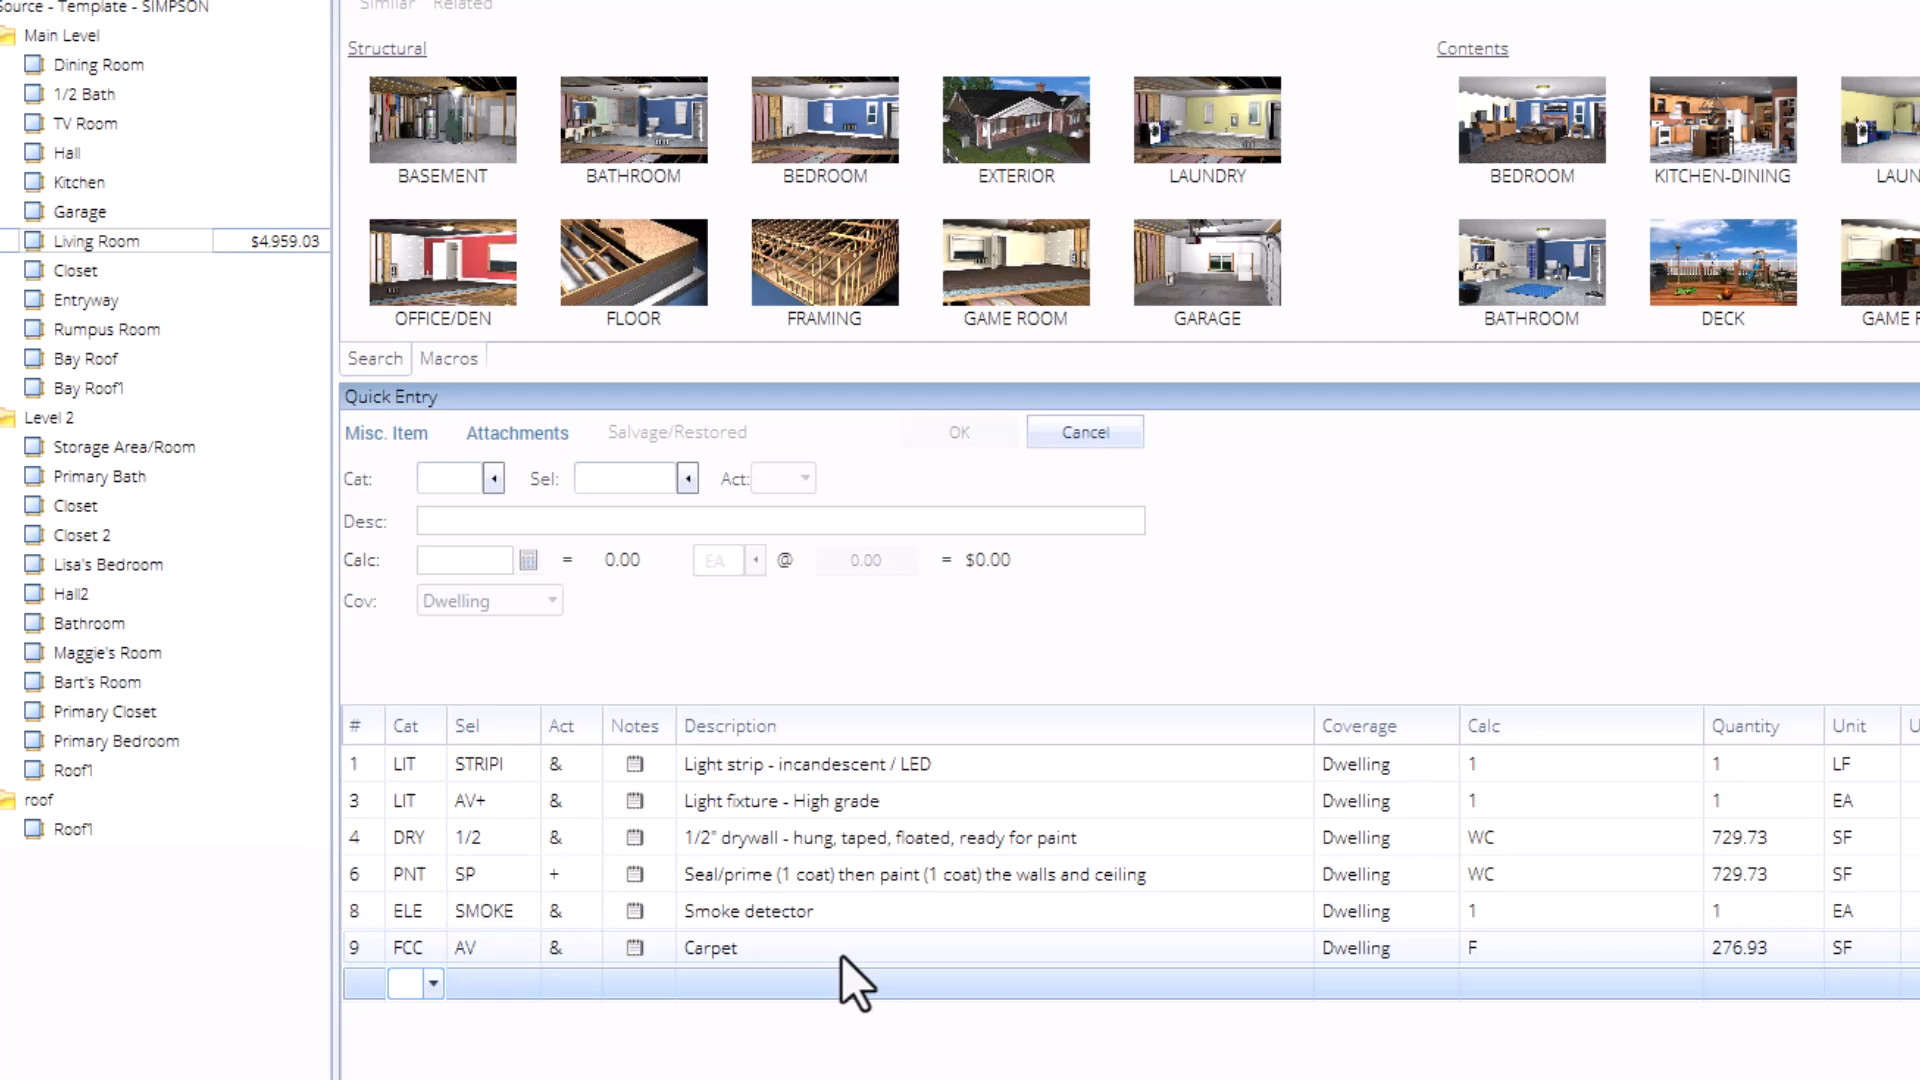 Source - Template - SIMPSON
Main Level
Dining Room
1/2 Bath
TV Room
Hall
Kitchen
Garage
Living Room $4,959.03
Closet
Entryway
Rumpus Room
Bay Roof
Bay Roof1
Level 2
Storage Area/Room
Primary Bath
Closet
Closet 2
Lisa's Bedroom
Hall2
Bathroom
Maggie's Room
Bart's Room
Primary Closet
Primary Bedroom
Roof1
roof
Roof1
Similar Related
Structural
BASEMENT BATHROOM BEDROOM EXTERIOR LAUNDRY
OFFICE/DEN FLOOR FRAMING GAME ROOM GARAGE
Contents
BEDROOM KITCHEN-DINING LAUN
BATHROOM DECK GAME F
Search Macros
Quick Entry
Misc. Item Attachments Salvage/Restored OK Cancel
Cat: Sel: Act:
Desc:
Calc: = 0.00 EA @ 0.00 = $0.00
Cov: Dwelling
# Cat Sel Act Notes Description Coverage Calc Quantity Unit U
1 LIT STRIPI & Light strip - incandescent / LED Dwelling 1 1 LF
3 LIT AV+ & Light fixture - High grade Dwelling 1 1 EA
4 DRY 1/2 & 1/2" drywall - hung, taped, floated, ready for paint Dwelling WC 729.73 SF
6 PNT SP + Seal/prime (1 coat) then paint (1 coat) the walls and ceiling Dwelling WC 729.73 SF
8 ELE SMOKE & Smoke detector Dwelling 1 1 EA
9 FCC AV & Carpet Dwelling F 276.93 SF